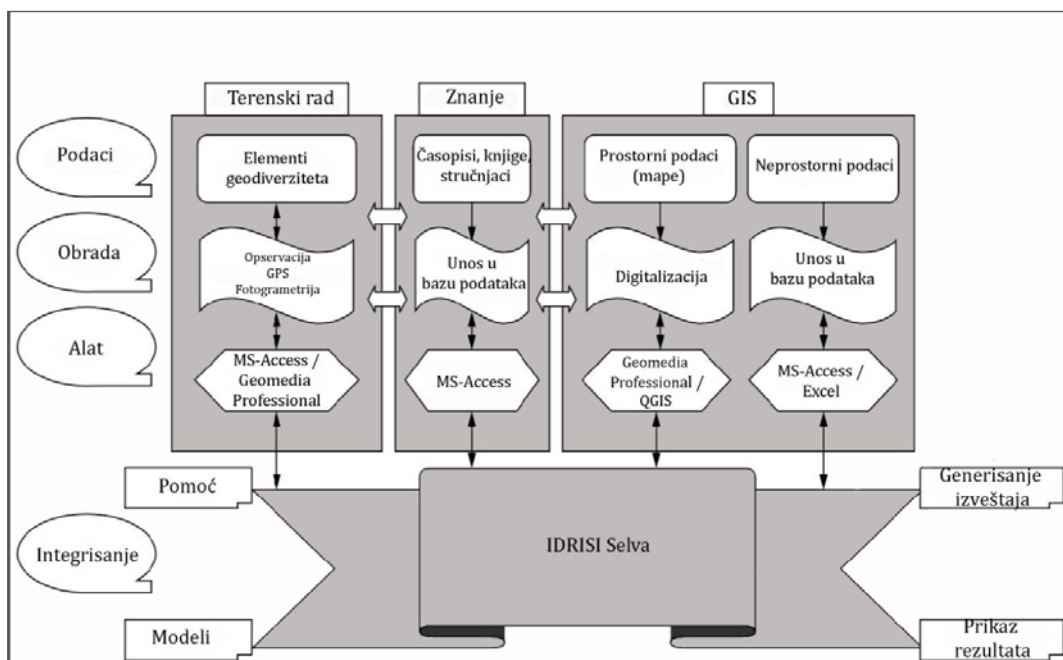 Terenski rad
Znanje
GIS
Podaci
Elementi
geodiverziteta
Časopisi, knjige,
stručnjaci
Prostorni podaci
(mape)
Neprostorni podaci
Obrada
Opservacija
GPS
Fotogrametrija
Unos u
bazu podataka
Digitalizacija
Unos u
bazu podataka
Alat
MS-Access /
Geomedia
Professional
MS-Access
Geomedia
Professional /
QGIS
MS-Access /
Excel
Pomoć
Generisanje
izveštaja
Integrisanje
IDRISI Selva
Modeli
Prikaz
rezultata